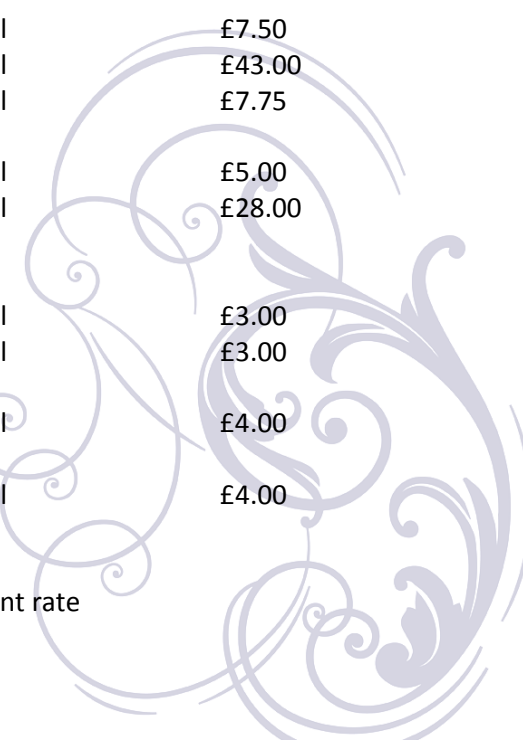 l £7.50
l £43.00
l £7.75
l £5.00
l £28.00
l £3.00
l £3.00
l £4.00
l £4.00
nt rate